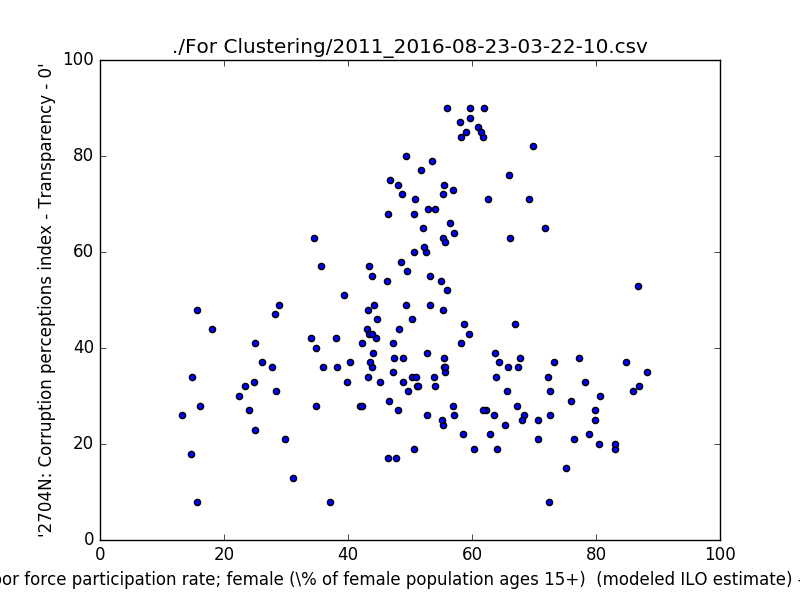 ./For Clustering/2011_2016-08-23-03-22-10.csv
100
80
60
40
20
0
'2704N: Corruption perceptions index - Transparency - 0'
0 20 40 60 80 100
force participation rate; female (\% of female population ages 15+) (modeled ILO estimate) -